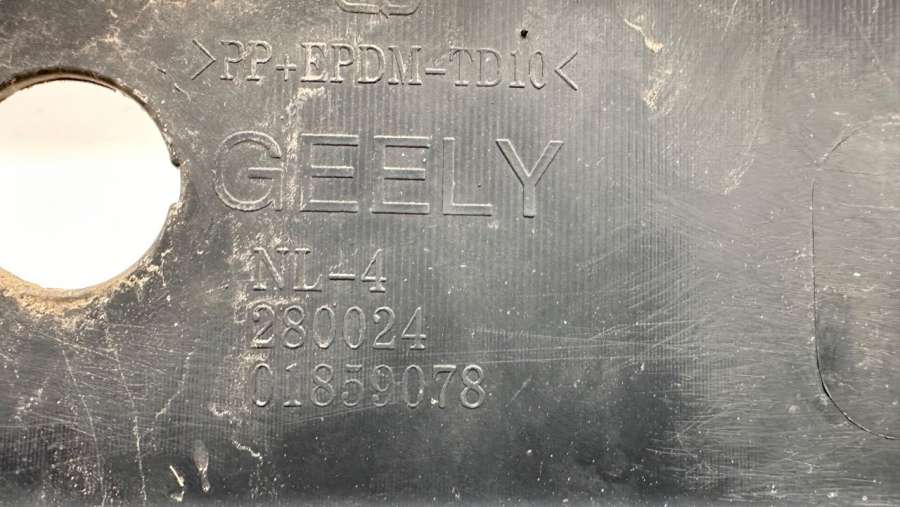 >PP+EPDM-TD10<
GEELY
NL-4
280024
01859078